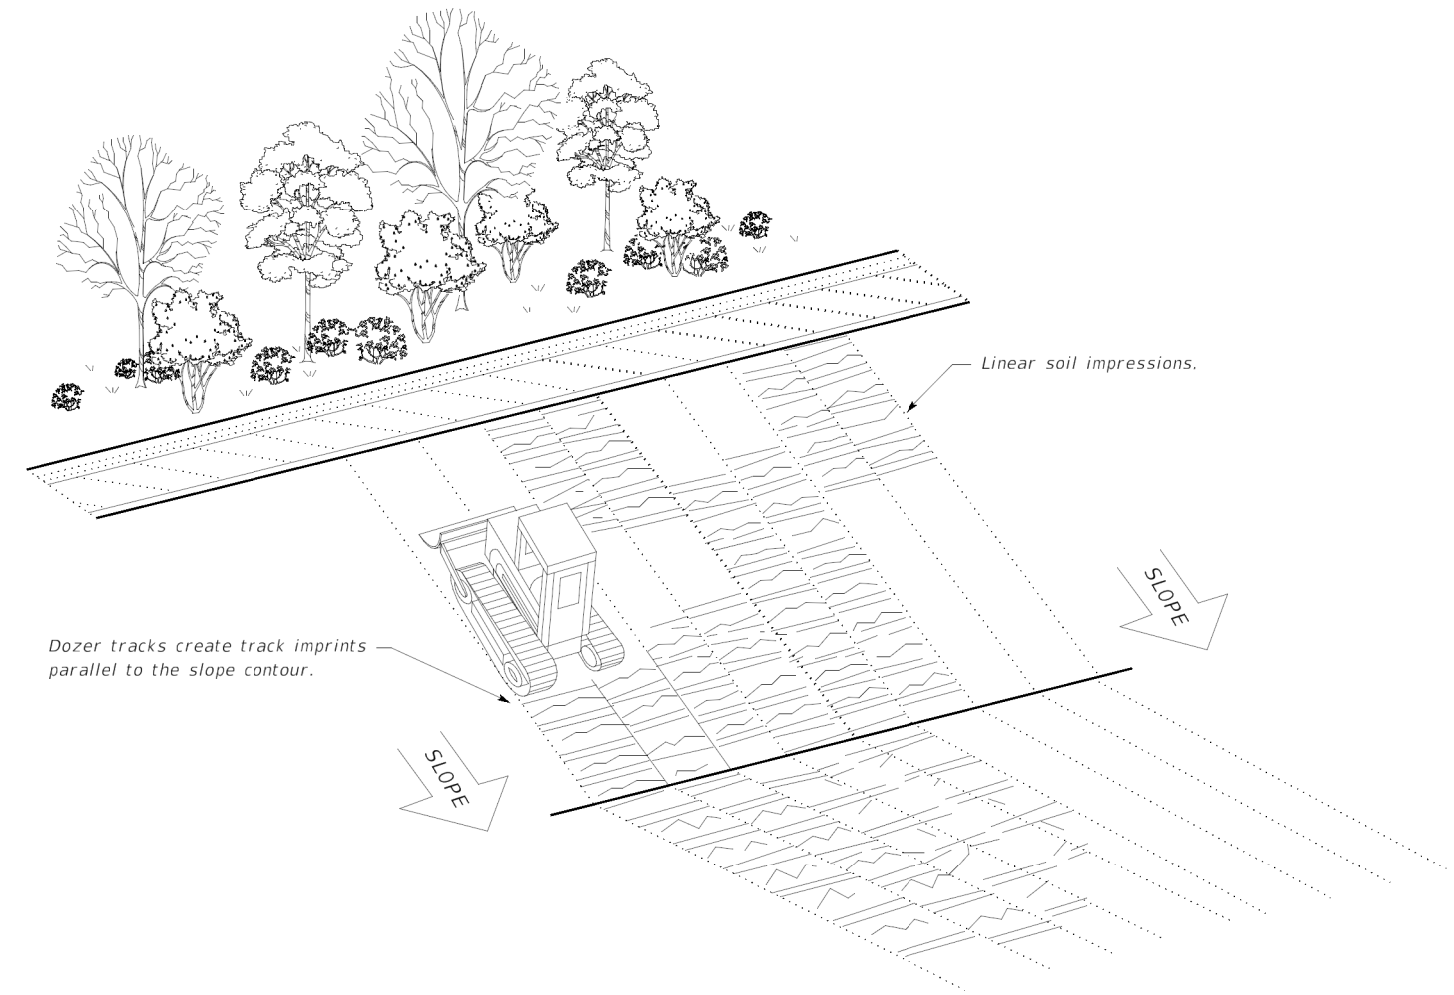 Linear soil impressions.
SLOPE
Dozer tracks create track imprints
parallel to the slope contour.
SLOPE